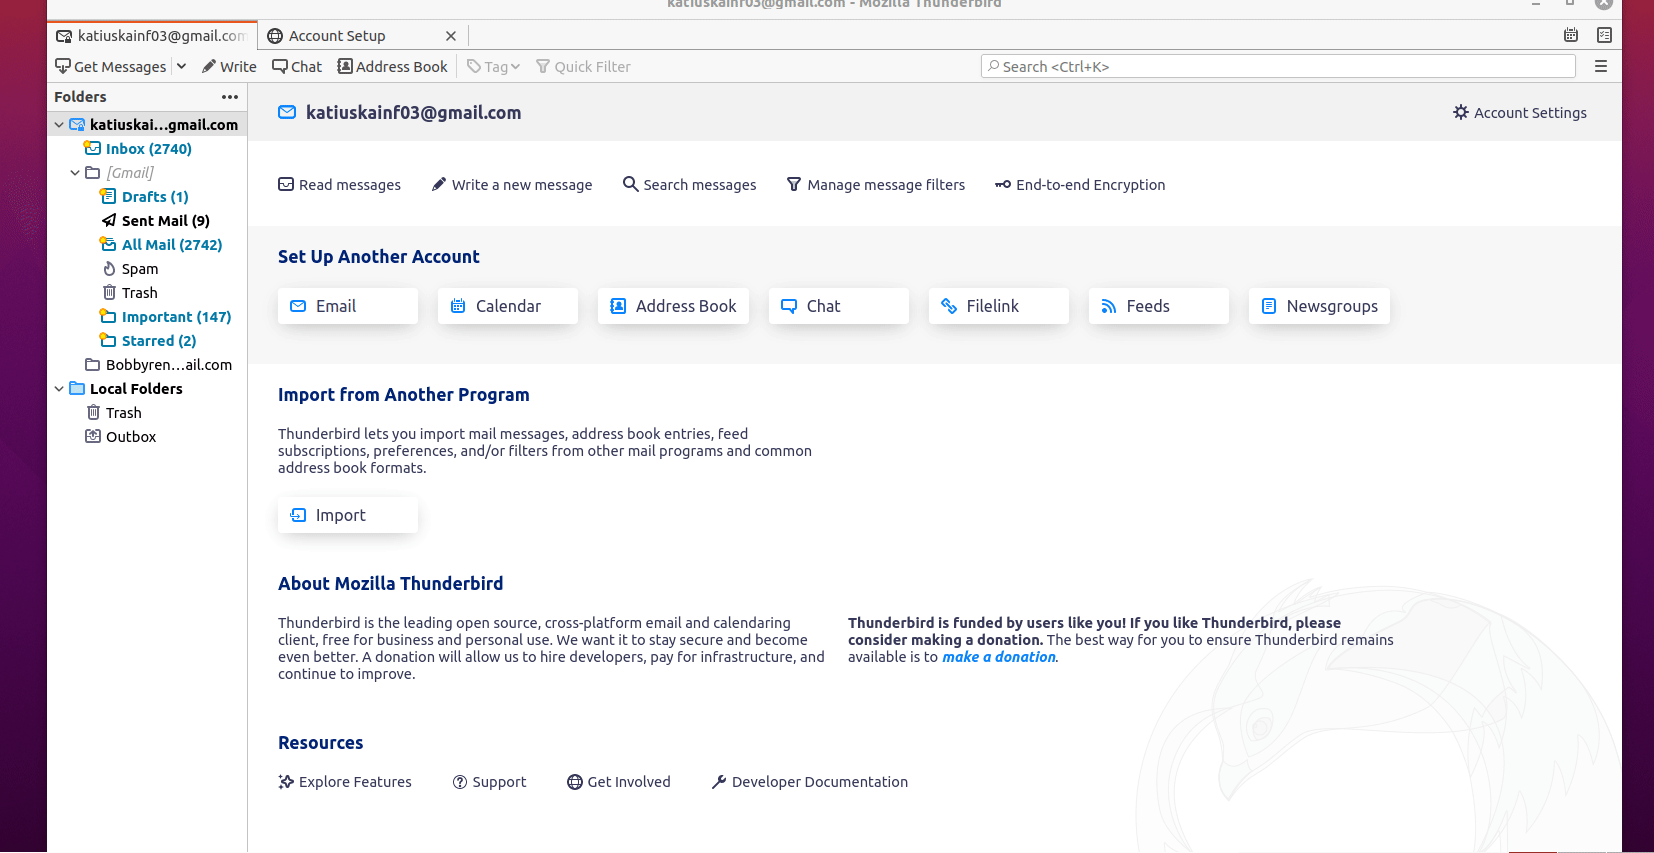 katiuskainf03@gmail.com - Mozilla Thunderbird
katiuskainf03@gmail.com Account Setup
Get Messages Write Chat Address Book Tag Quick Filter Search <Ctrl+K>
Folders
katiuskai...gmail.com
Inbox (2740)
[Gmail]
Drafts (1)
Sent Mail (9)
All Mail (2742)
Spam
Trash
Important (147)
Starred (2)
Bobbyren...ail.com
Local Folders
Trash
Outbox
katiuskainf03@gmail.com Account Settings
Read messages Write a new message Search messages Manage message filters End-to-end Encryption
Set Up Another Account
Email Calendar Address Book Chat Filelink Feeds Newsgroups
Import from Another Program
Thunderbird lets you import mail messages, address book entries, feed
subscriptions, preferences, and/or filters from other mail programs and common
address book formats.
Import
About Mozilla Thunderbird
Thunderbird is the leading open source, cross-platform email and calendaring
client, free for business and personal use. We want it to stay secure and become
even better. A donation will allow us to hire developers, pay for infrastructure, and
continue to improve.
Thunderbird is funded by users like you! If you like Thunderbird, please
consider making a donation. The best way for you to ensure Thunderbird remains
available is to make a donation.
Resources
Explore Features Support Get Involved Developer Documentation